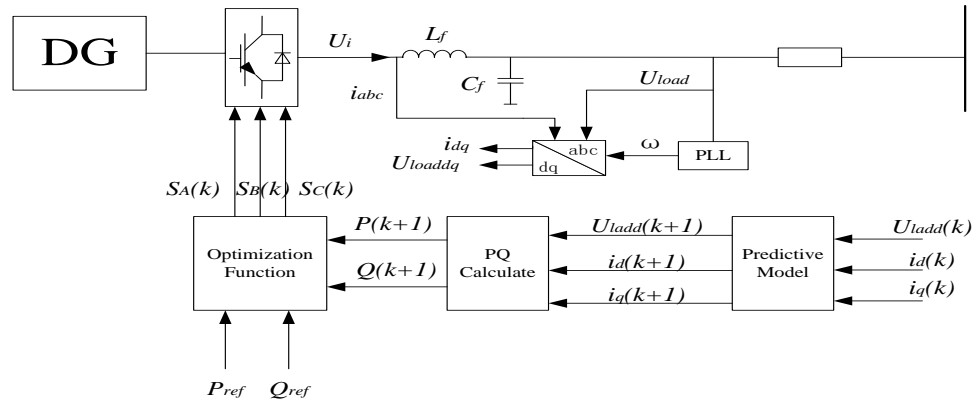 DG
Ui
Lf
Cf
iabc
Uload
idq
Uloaddq
abc
dq
ω
PLL
SA(k) SB(k) SC(k)
Optimization
Function
P(k+1)
Q(k+1)
PQ
Calculate
Uladd(k+1)
id(k+1)
iq(k+1)
Predictive
Model
Uladd(k)
id(k)
iq(k)
Pref
Qref